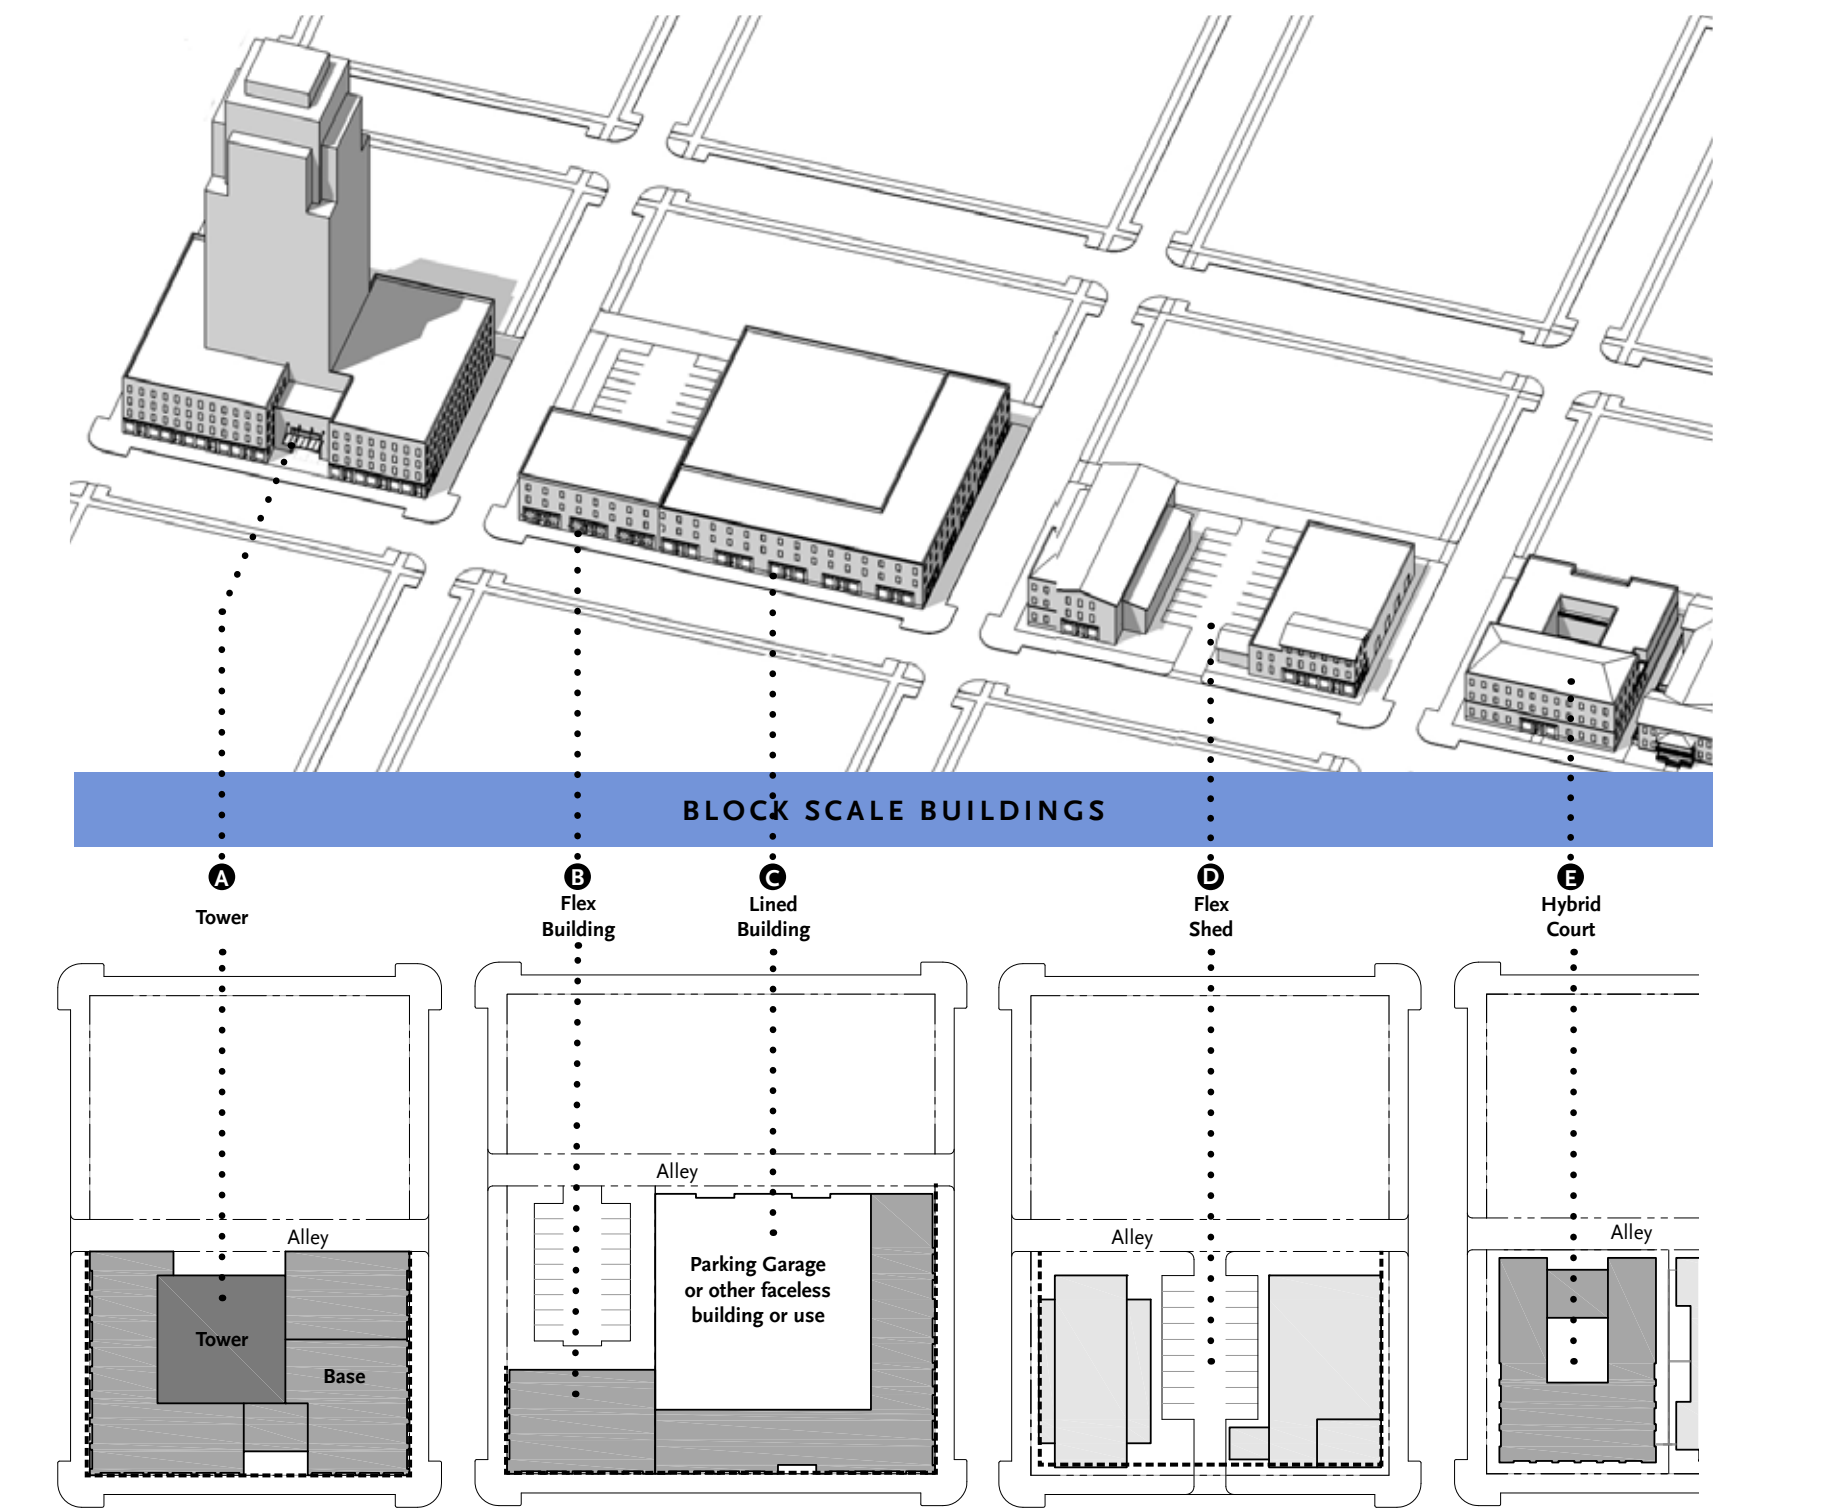 BLOCK SCALE BUILDINGS
A
Tower
B
Flex
Building
C
Lined
Building
D
Flex
Shed
E
Hybrid
Court
Alley
Tower
Base
Alley
Parking Garage
or other faceless
building or use
Alley
Alley